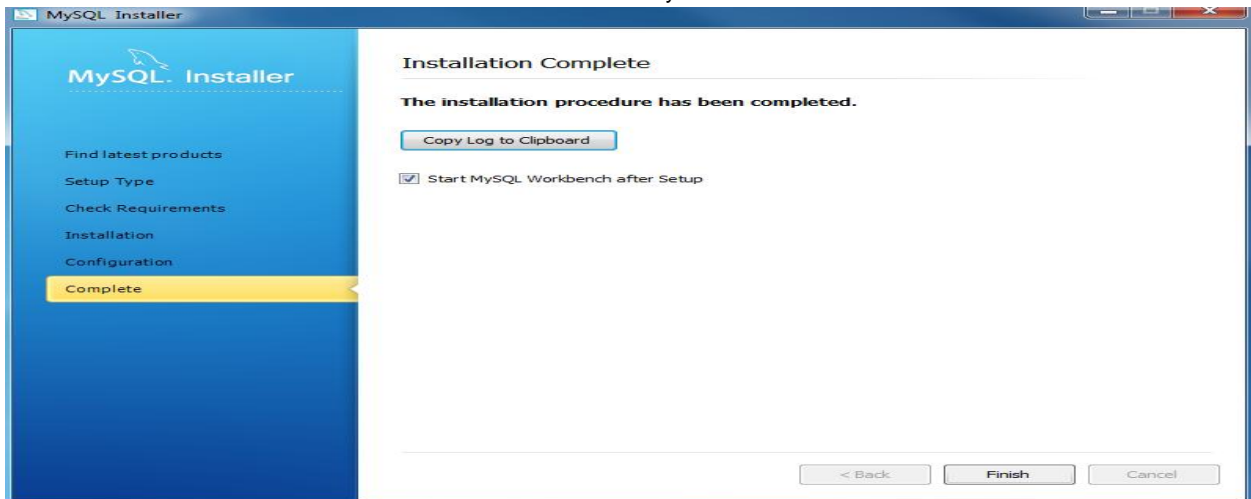 MySQL Installer
MySQL. Installer
Find latest products
Setup Type
Check Requirements
Installation
Configuration
Complete
Installation Complete
The installation procedure has been completed.
Copy Log to Clipboard
Start MySQL Workbench after Setup
< Back
Finish
Cancel